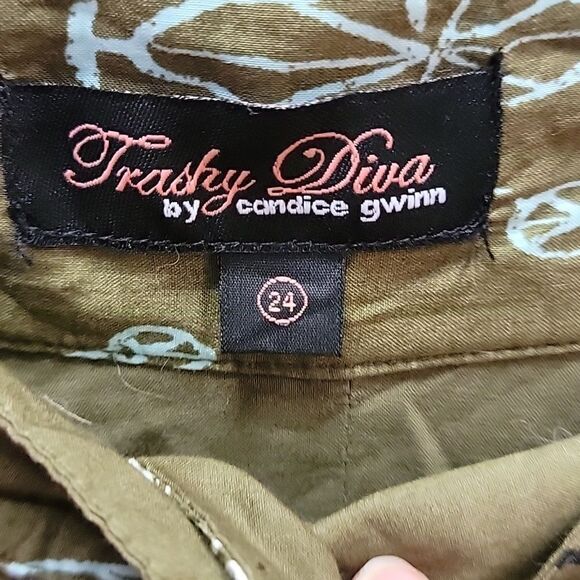 Trashy Diva
by candice gwinn
24